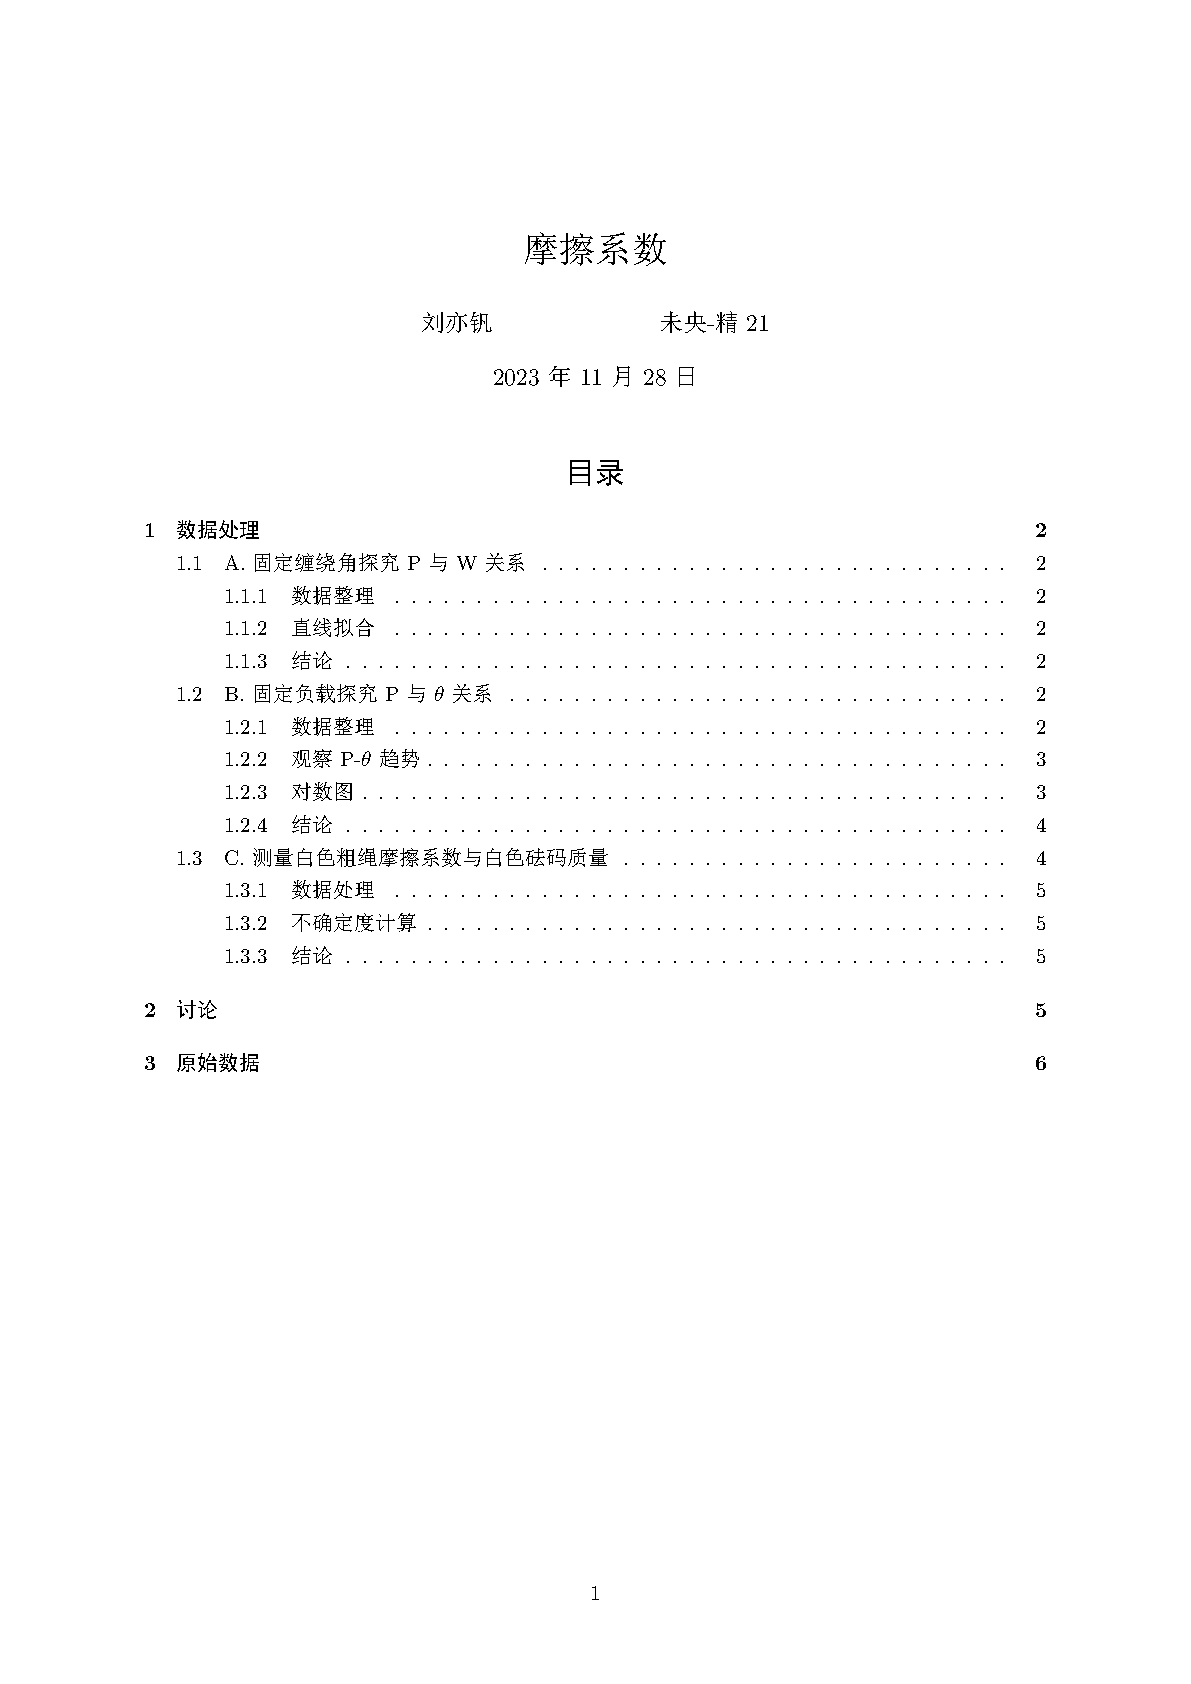 摩擦系数
刘亦钒 未央-精 21
2023 年 11 月 28 日
目录
1 数据处理 2
1.1 A. 固定缠绕角探究 P 与 W 关系 . . . . . . . . . . . . . . . . . . . . . . . . . . . . . 2
1.1.1 数据整理 . . . . . . . . . . . . . . . . . . . . . . . . . . . . . . . . . . . . . . 2
1.1.2 直线拟合 . . . . . . . . . . . . . . . . . . . . . . . . . . . . . . . . . . . . . . 2
1.1.3 结论 . . . . . . . . . . . . . . . . . . . . . . . . . . . . . . . . . . . . . . . . . 2
1.2 B. 固定负载探究 P 与 θ 关系 . . . . . . . . . . . . . . . . . . . . . . . . . . . . . . . 2
1.2.1 数据整理 . . . . . . . . . . . . . . . . . . . . . . . . . . . . . . . . . . . . . . 2
1.2.2 观察 P-θ 趋势 . . . . . . . . . . . . . . . . . . . . . . . . . . . . . . . . . . . . 3
1.2.3 对数图 . . . . . . . . . . . . . . . . . . . . . . . . . . . . . . . . . . . . . . . . 3
1.2.4 结论 . . . . . . . . . . . . . . . . . . . . . . . . . . . . . . . . . . . . . . . . . 4
1.3 C. 测量白色粗绳摩擦系数与白色砝码质量 . . . . . . . . . . . . . . . . . . . . . . . . 4
1.3.1 数据处理 . . . . . . . . . . . . . . . . . . . . . . . . . . . . . . . . . . . . . . 5
1.3.2 不确定度计算 . . . . . . . . . . . . . . . . . . . . . . . . . . . . . . . . . . . . 5
1.3.3 结论 . . . . . . . . . . . . . . . . . . . . . . . . . . . . . . . . . . . . . . . . . 5
2 讨论 5
3 原始数据 6
1